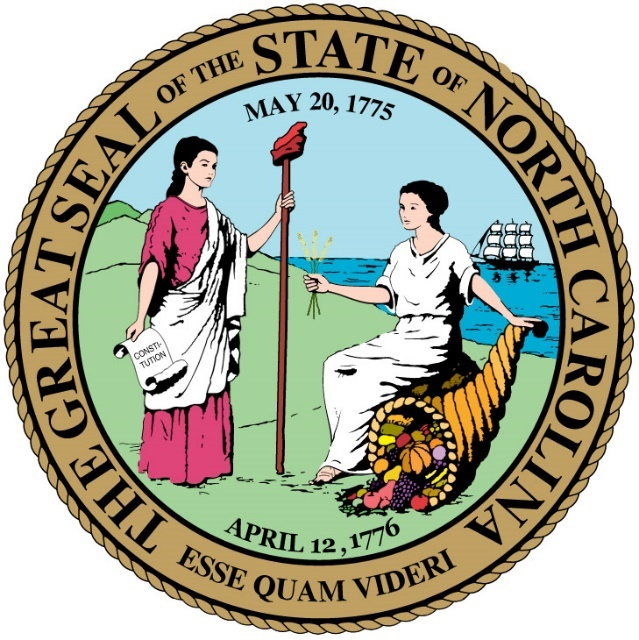 THE GREAT SEAL OF THE STATE OF NORTH CAROLINA
MAY 20, 1775
CONSTI-
TUTION
APRIL 12, 1776
ESSE QUAM VIDERI